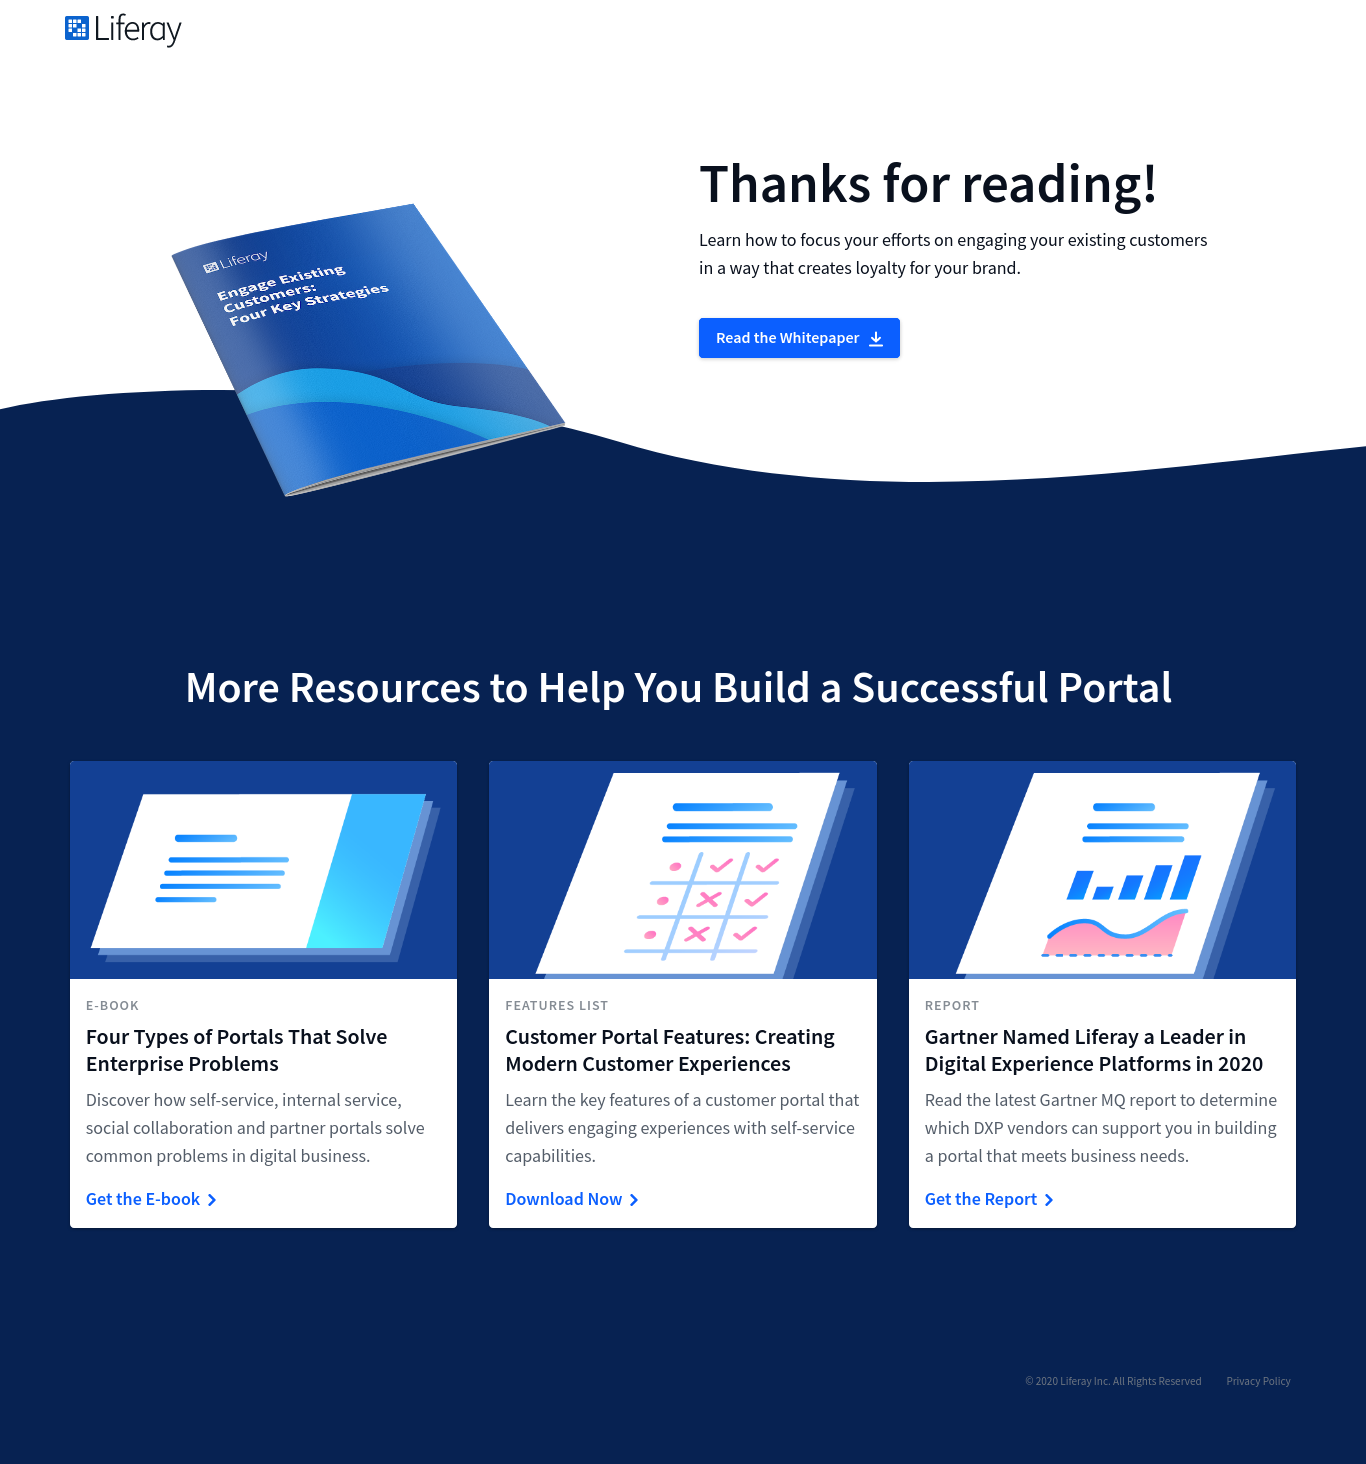 Liferay
Thanks for reading!
Learn how to focus your efforts on engaging your existing customers
in a way that creates loyalty for your brand.
Read the Whitepaper
Liferay
Engage Existing
Customers:
Four Key Strategies
More Resources to Help You Build a Successful Portal
E-BOOK
Four Types of Portals That Solve
Enterprise Problems
Discover how self-service, internal service,
social collaboration and partner portals solve
common problems in digital business.
Get the E-book
FEATURES LIST
Customer Portal Features: Creating
Modern Customer Experiences
Learn the key features of a customer portal that
delivers engaging experiences with self-service
capabilities.
Download Now
REPORT
Gartner Named Liferay a Leader in
Digital Experience Platforms in 2020
Read the latest Gartner MQ report to determine
which DXP vendors can support you in building
a portal that meets business needs.
Get the Report
© 2020 Liferay Inc. All Rights Reserved
Privacy Policy